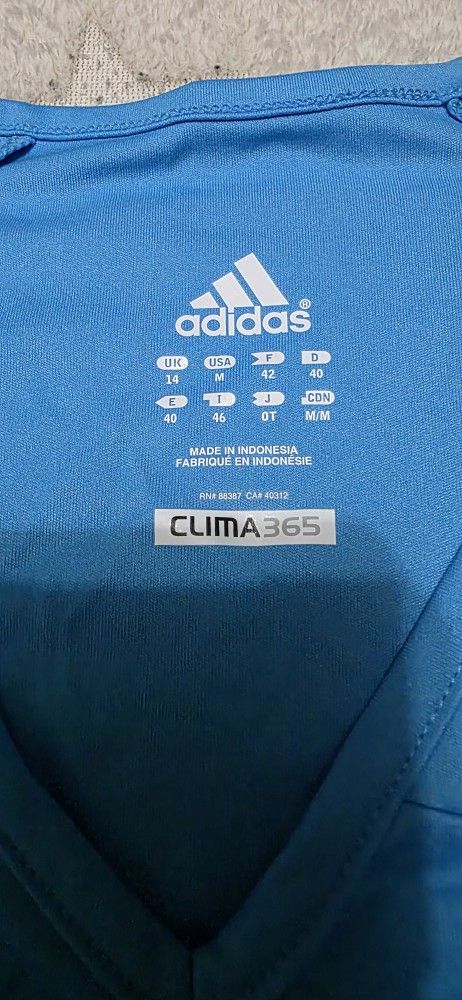 adidas®
UK USA F D
14 M 42 40
E I J CDN
40 46 OT M/M
MADE IN INDONESIA
FABRIQUÉ EN INDONÉSIE
RN# 88387 CA# 40312
CLIMA365